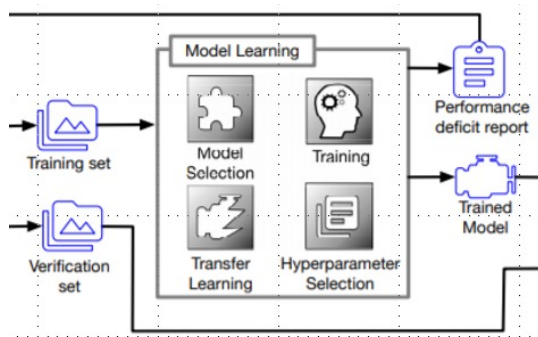 Model Learning
Training set
Model
Selection
Training
Performance
deficit report
Verification
set
Transfer
Learning
Hyperparameter
Selection
Trained
Model